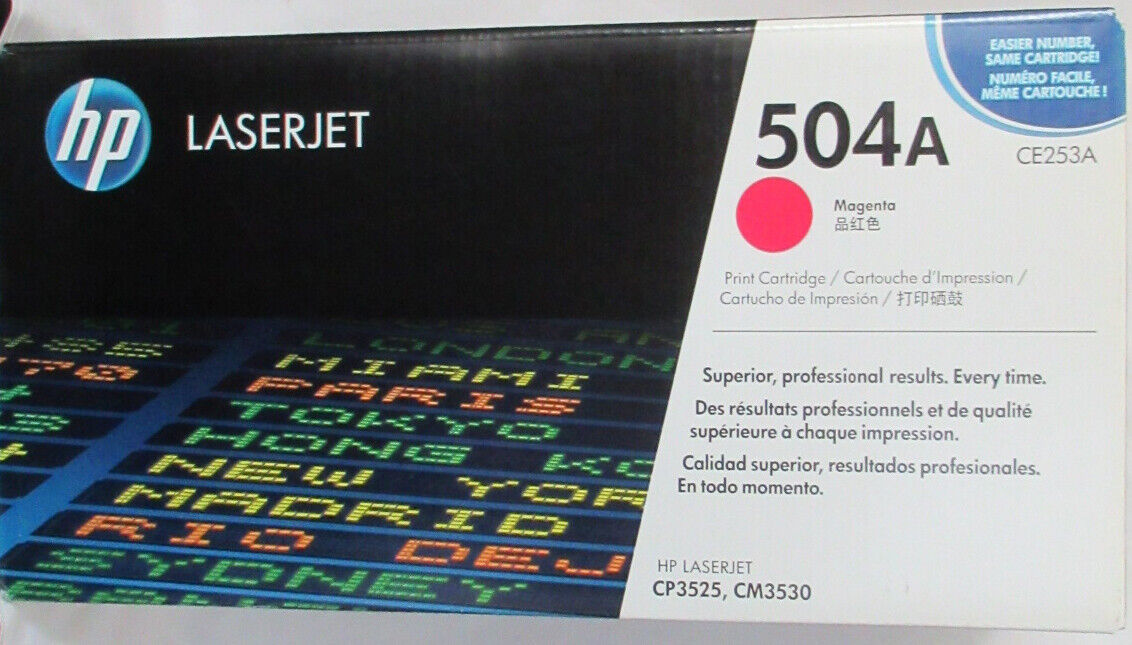 hp
LASERJET
EASIER NUMBER,
SAME CARTRIDGE!
NUMÉRO FACILE,
MÊME CARTOUCHE !
504A
CE253A
Magenta
品红色
Print Cartridge / Cartouche d'Impression /
Cartucho de Impresión / 打印硒鼓
Superior, professional results. Every time.
Des résultats professionnels et de qualité
supérieure à chaque impression.
Calidad superior, resultados profesionales.
En todo momento.
HP LASERJET
CP3525, CM3530
LONDON
MIAMI
PARIS
TOKYO
HONG KO
NEW YOR
MADRID
RIO DEJ
SYDNEY